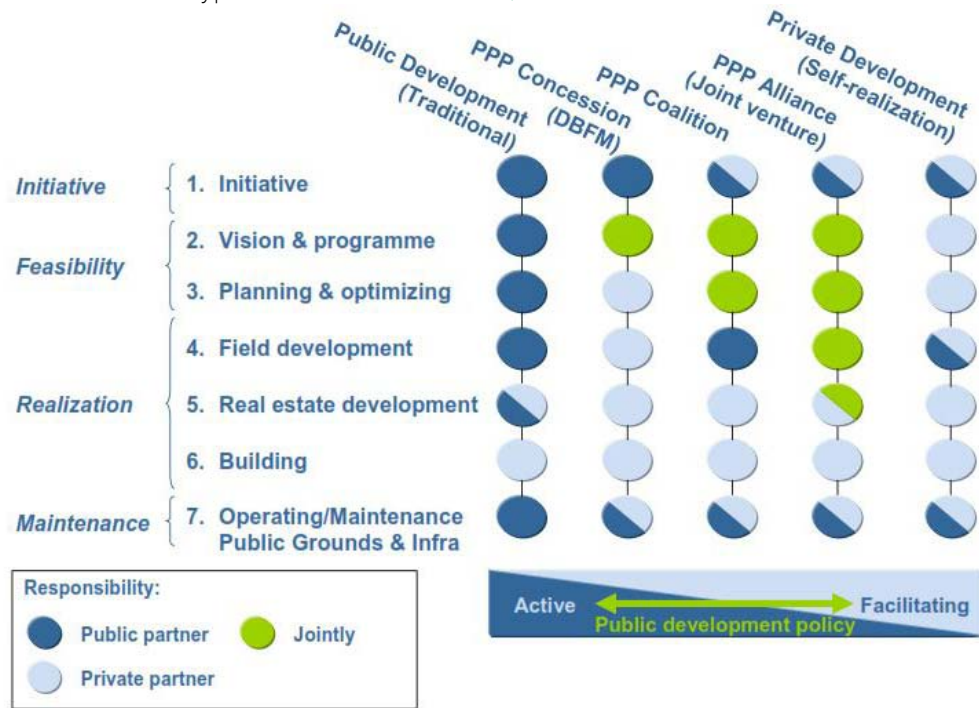 Public Development
(Traditional)
PPP Concession
(DBFM)
PPP Coalition
PPP Alliance
(Joint venture)
Private Development
(Self-realization)
Initiative
1. Initiative
Feasibility
2. Vision & programme
3. Planning & optimizing
Realization
4. Field development
5. Real estate development
6. Building
Maintenance
7. Operating/Maintenance
Public Grounds & Infra
Responsibility:
Public partner
Jointly
Private partner
Active
Facilitating
Public development policy